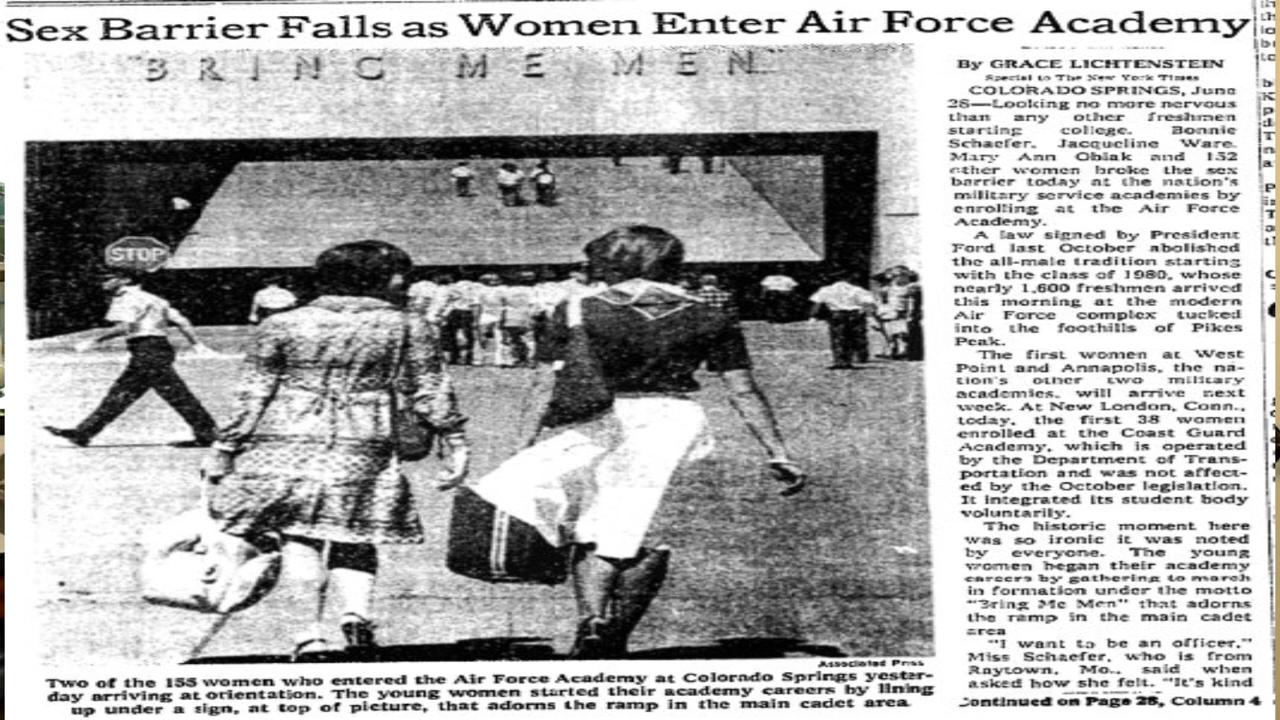 Sex Barrier Falls as Women Enter Air Force Academy
BRING ME MEN
STOP
Associated Press
Two of the 155 women who entered the Air Force Academy at Colorado Springs yester-
day arriving at orientation. The young women started their academy careers by lining
up under a sign, at top of picture, that adorns the ramp in the main cadet area
By GRACE LICHTENSTEIN
Special to The New York Times
COLORADO SPRINGS, June
28—Looking no more nervous
than any other freshmen
starting college, Bonnie
Schaefer, Jacqueline Ware,
Mary Ann Oblak and 152
other women broke the sex
barrier today at the nation's
military service academies by
enrolling at the Air Force
Academy.
A law signed by President
Ford last October abolished
the all-male tradition starting
with the class of 1980, whose
nearly 1,600 freshmen arrived
this morning at the modern
Air Force complex tucked
into the foothills of Pikes
Peak.
The first women at West
Point and Annapolis, the na-
tion's other two military
academies, will arrive next
week. At New London, Conn.,
today, the first 38 women
enrolled at the Coast Guard
Academy, which is operated
by the Department of Trans-
portation and was not affect-
ed by the October legislation.
It integrated its student body
voluntarily.
The historic moment here
was so ironic it was noted
by everyone. The young
women began their academy
careers by gathering to march
in formation under the motto
"Bring Me Men" that adorns
the ramp in the main cadet
area
"I want to be an officer,"
Miss Schaefer, who is from
Raytown, Mo., said when
asked how she felt. "It's kind
Continued on Page 28, Column 4